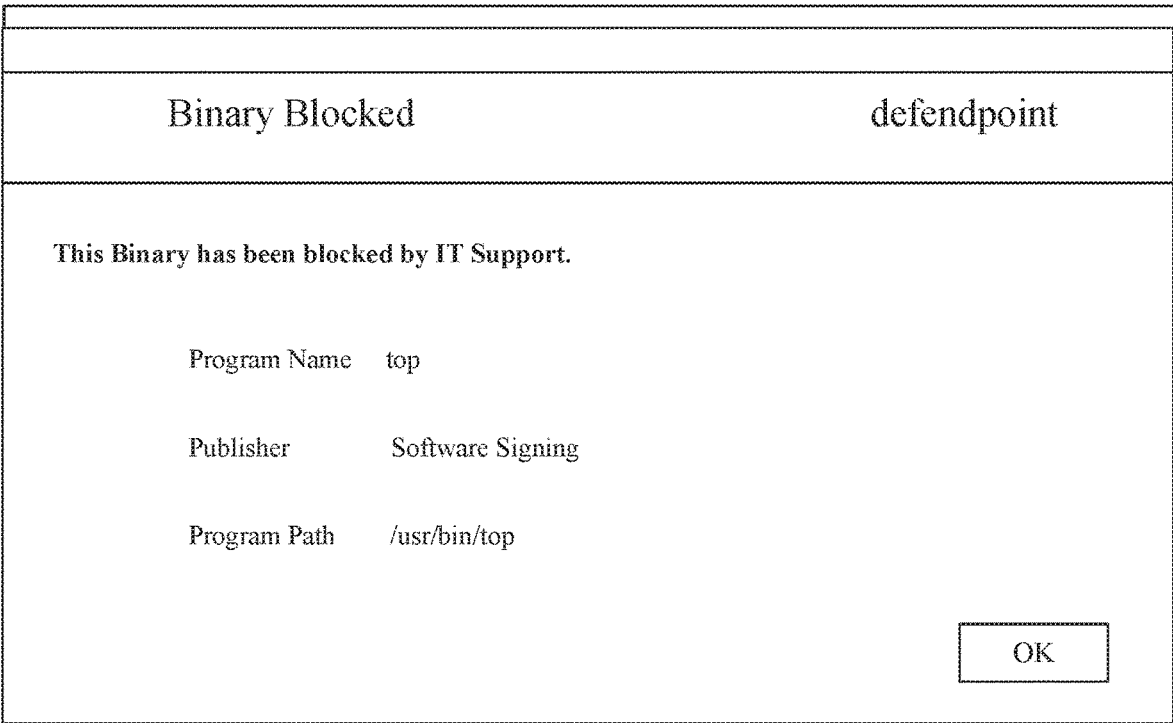 Binary Blocked defendpoint
This Binary has been blocked by IT Support.
Program Name top
Publisher Software Signing
Program Path /usr/bin/top
OK